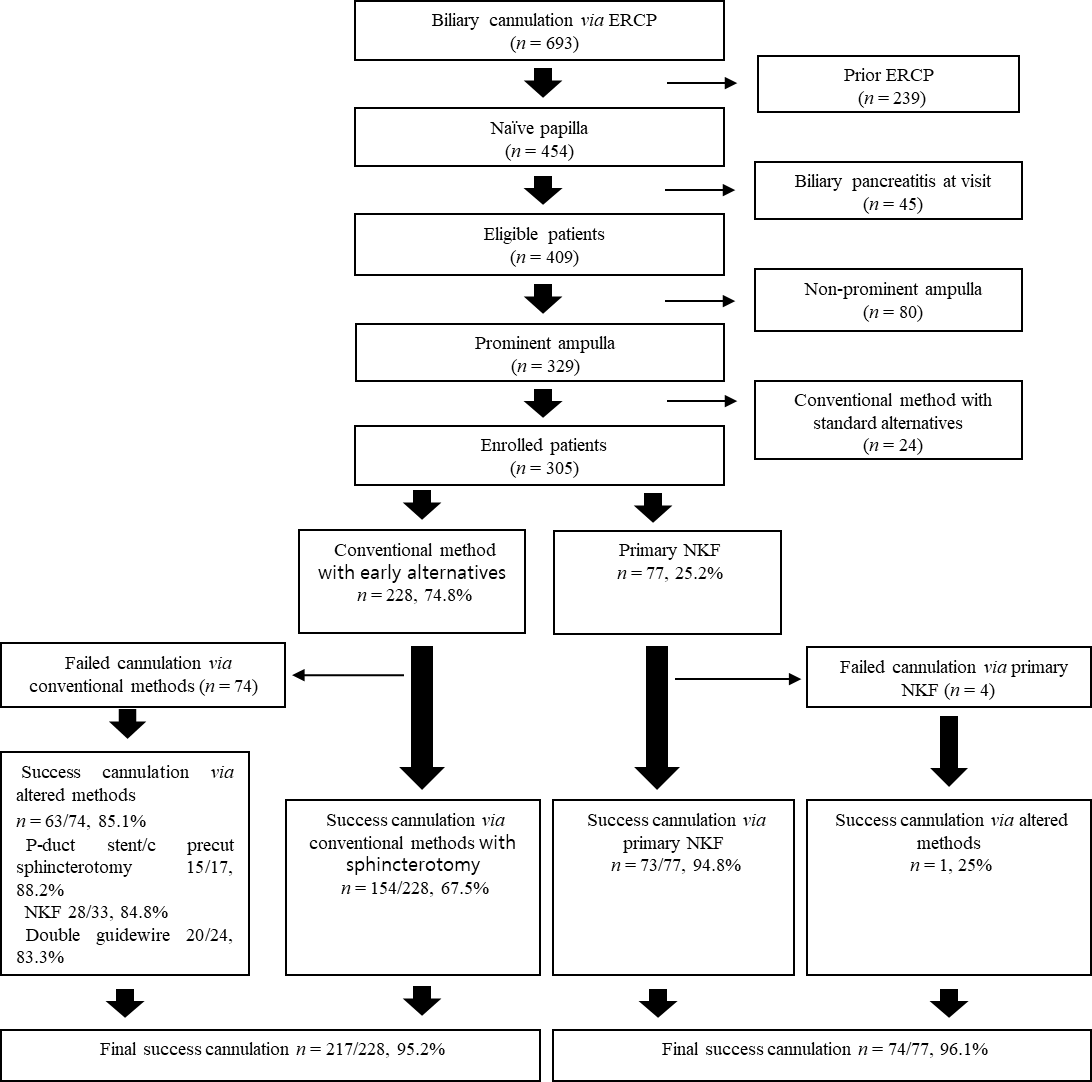 Biliary cannulation via ERCP
(n = 693)
Prior ERCP
(n = 239)
Naïve papilla
(n = 454)
Biliary pancreatitis at visit
(n = 45)
Eligible patients
(n = 409)
Non-prominent ampulla
(n = 80)
Prominent ampulla
(n = 329)
Conventional method with
standard alternatives
(n = 24)
Enrolled patients
(n = 305)
Conventional method
with early alternatives
n = 228, 74.8%
Primary NKF
n = 77, 25.2%
Failed cannulation via
conventional methods (n = 74)
Failed cannulation via primary
NKF (n = 4)
Success cannulation via
altered methods
n = 63/74, 85.1%
P-duct stent/c precut
sphincterotomy 15/17,
88.2%
NKF 28/33, 84.8%
Double guidewire 20/24,
83.3%
Success cannulation via
conventional methods with
sphincterotomy
n = 154/228, 67.5%
Success cannulation via
primary NKF
n = 73/77, 94.8%
Success cannulation via altered
methods
n = 1, 25%
Final success cannulation n = 217/228, 95.2%
Final success cannulation n = 74/77, 96.1%